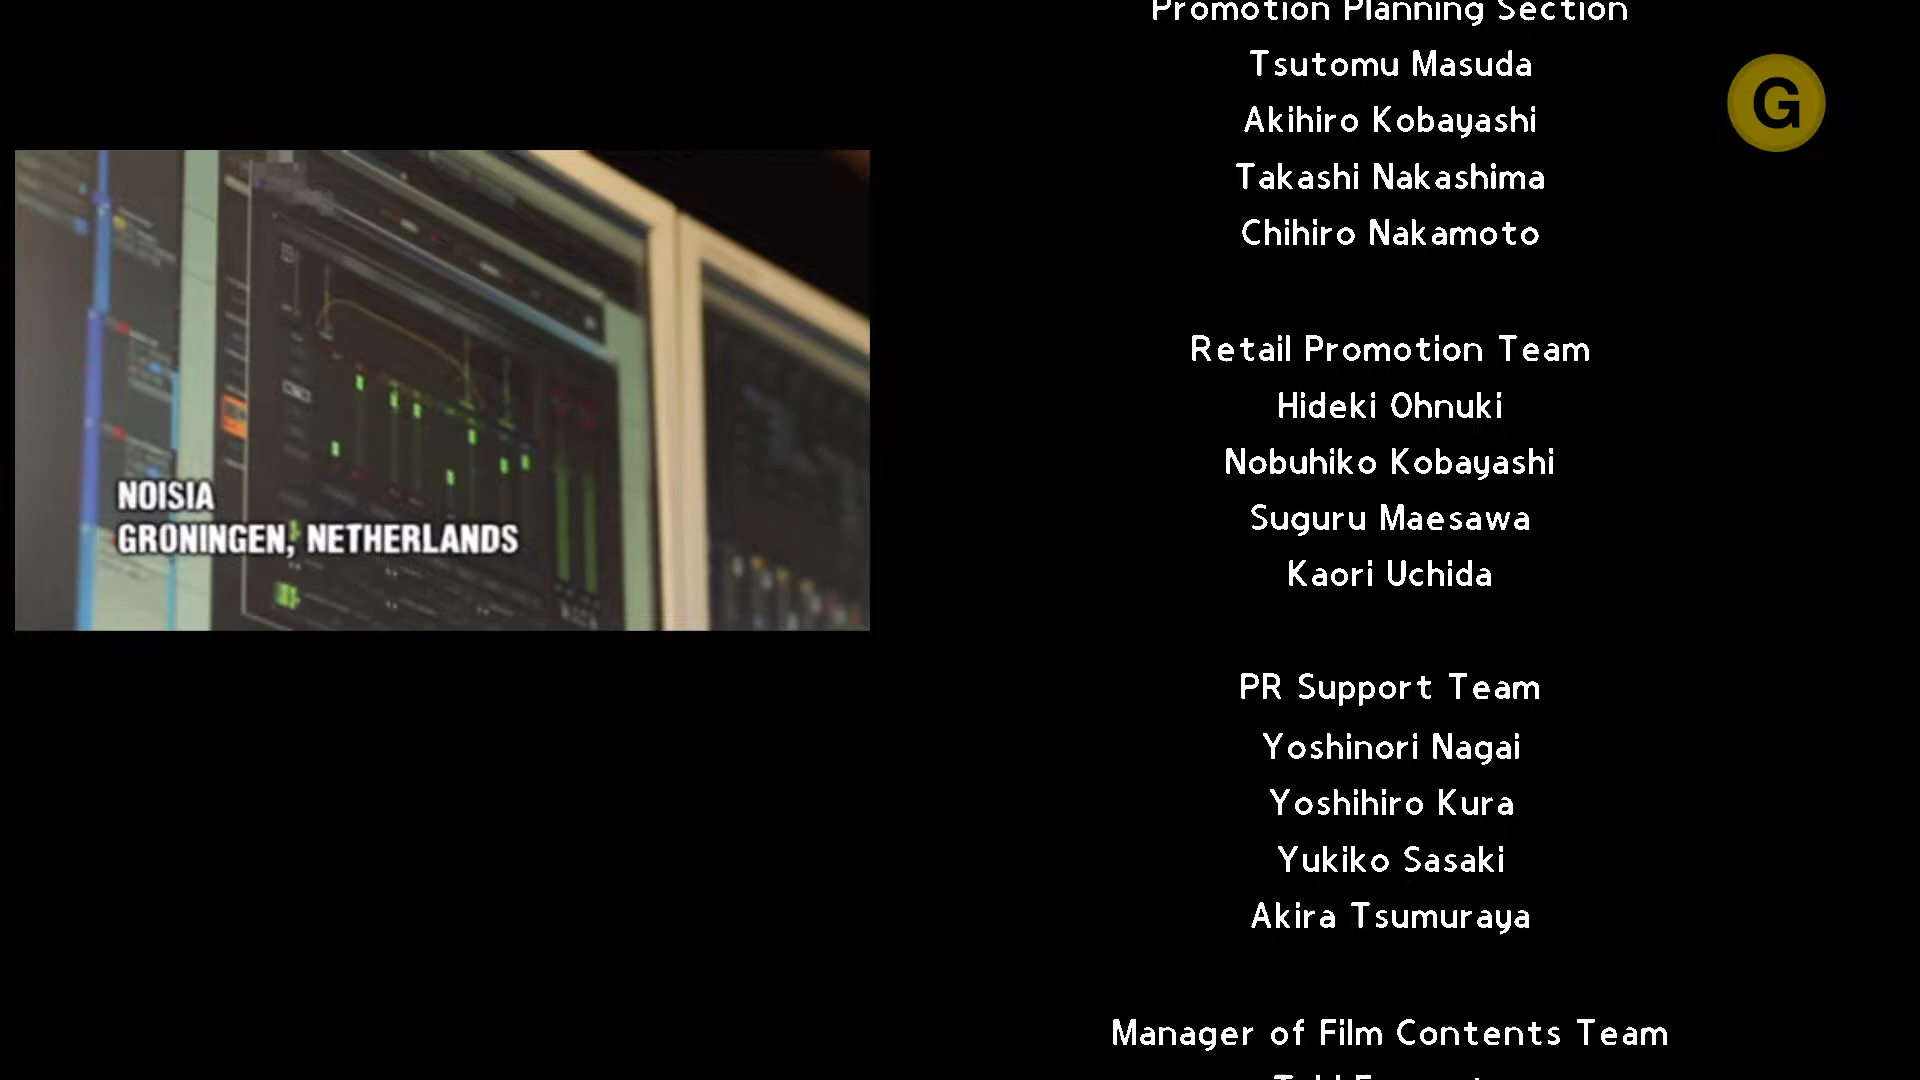 NOISIA
GRONINGEN, NETHERLANDS
Promotion Planning Section
Tsutomu Masuda
Akihiro Kobayashi
Takashi Nakashima
Chihiro Nakamoto
Retail Promotion Team
Hideki Ohnuki
Nobuhiko Kobayashi
Suguru Maesawa
Kaori Uchida
PR Support Team
Yoshinori Nagai
Yoshihiro Kura
Yukiko Sasaki
Akira Tsumuraya
Manager of Film Contents Team
G